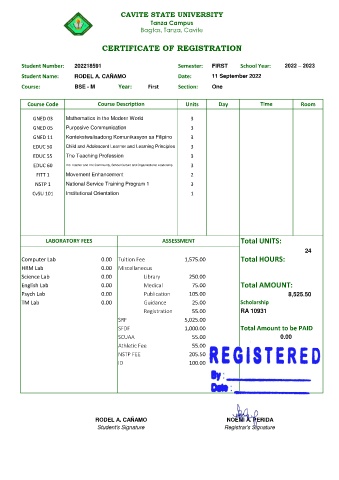 CAVITE STATE UNIVERSITY
Tanza Campus
Bagtas, Tanza, Cavite
CERTIFICATE OF REGISTRATION
Student Number: 202218591 Semester: FIRST School Year: 2022 – 2023
Student Name: RODEL A. CAÑAMO Date: 11 September 2022
Course: BSE - M Year: First Section: One
Course Code Course Description Units Day Time Room
GNED 03 Mathematics in the Modern World 3
GNED 05 Purposive Communication 3
GNED 11 Kontekstwalisadong Komunikasyon sa Filipino 3
EDUC 50 Child and Adolescent Learner and Learning Principles 3
EDUC 55 The Teaching Profession 3
EDUC 60 3
FITT 1 Movement Enhancement 2
NSTP 1 National Service Training Program 1 3
CvSU 101 Institutional Orientation 1
LABORATORY FEES ASSESSMENT Total UNITS:
24
Computer Lab 0.00 Tuition Fee 1,575.00 Total HOURS:
HRM Lab 0.00 Miscellaneous
Science Lab 0.00 Library 250.00
English Lab 0.00 Medical 75.00 Total AMOUNT:
Psych Lab 0.00 Publication 105.00 8,525.50
TM Lab 0.00 Guidance 25.00 Scholarship
Registration 55.00 RA 10931
SRF 5,025.00
SFDF 1,000.00 Total Amount to be PAID
SCUAA 55.00 0.00
Athletic Fee 55.00
NSTP FEE 205.50
ID 100.00
REGISTERED
By :
Date :
RODEL A. CAÑAMO
Student's Signature
NOEMI A. PERIDA
Registrar's Signature